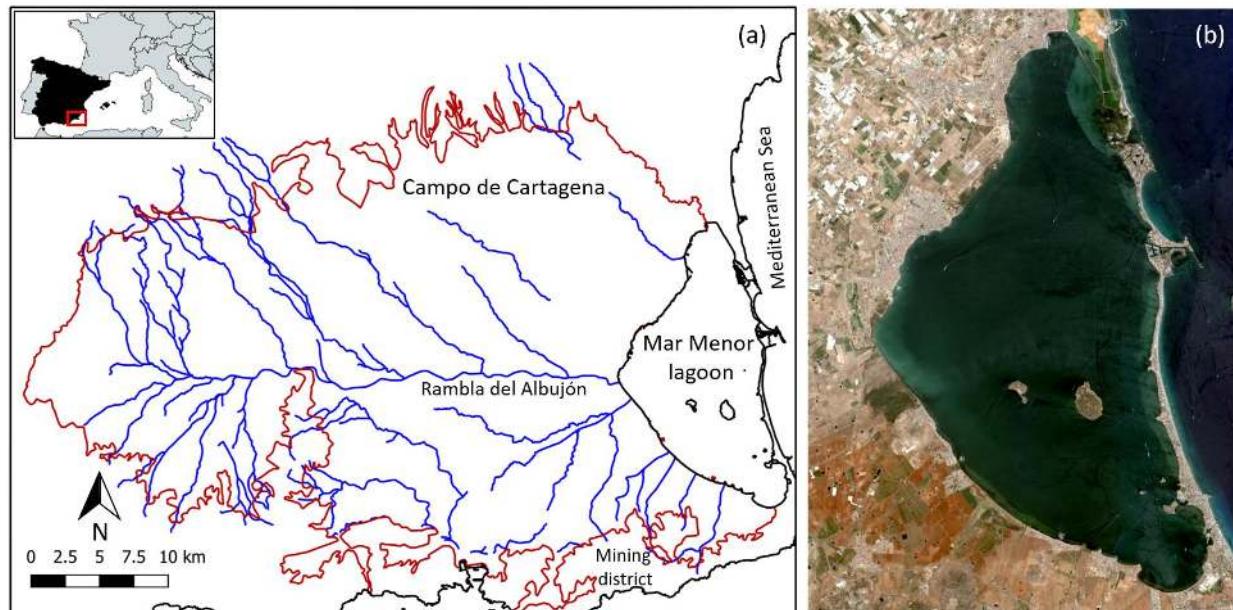 (a)
(b)
Campo de Cartagena
Mediterranean Sea
Mar Menor
lagoon
Rambla del Albujón
N
0 2.5 5 7.5 10 km
Mining
district